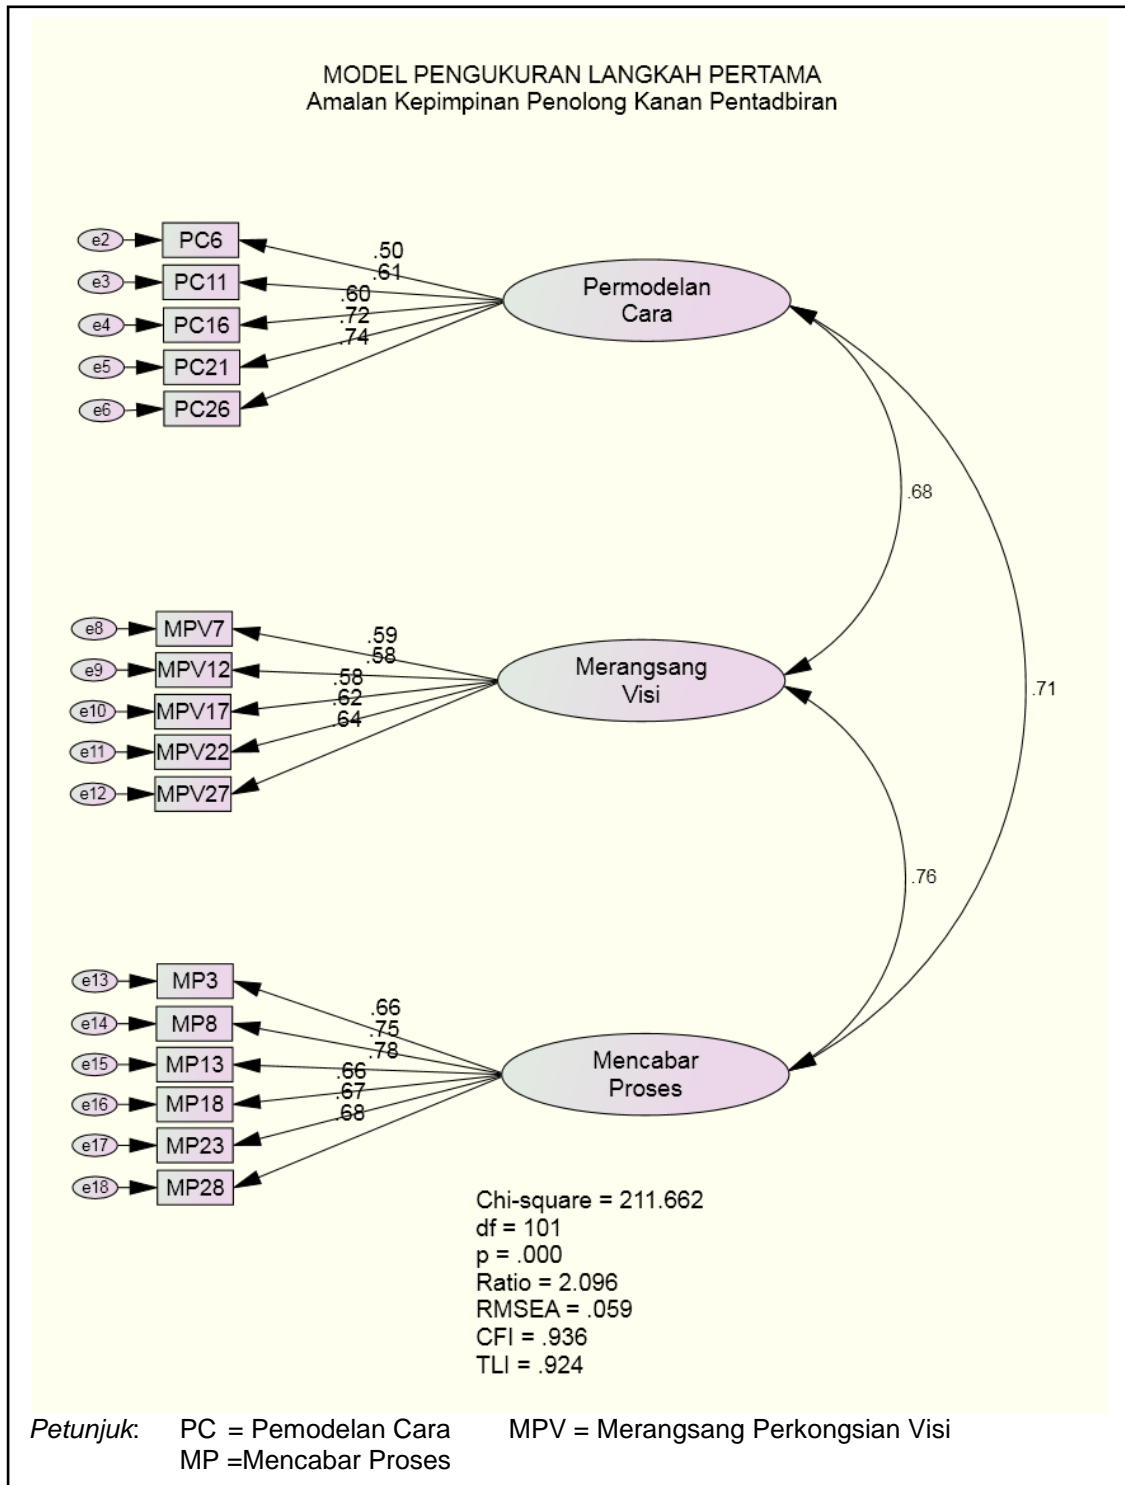 MODEL PENGUKURAN LANGKAH PERTAMA
Amalan Kepimpinan Penolong Kanan Pentadbiran
e2 PC6
e3 PC11
e4 PC16
e5 PC21
e6 PC26
.50
.61
.60
.72
.74
Permodelan
Cara
.68
.71
e8 MPV7
e9 MPV12
e10 MPV17
e11 MPV22
e12 MPV27
.59
.58
.58
.62
.64
Merangsang
Visi
.76
e13 MP3
e14 MP8
e15 MP13
e16 MP18
e17 MP23
e18 MP28
.66
.75
.78
.66
.67
.68
Mencabar
Proses
Chi-square = 211.662
df = 101
p = .000
Ratio = 2.096
RMSEA = .059
CFI = .936
TLI = .924
Petunjuk: PC = Pemodelan Cara MPV = Merangsang Perkongsian Visi
MP =Mencabar Proses